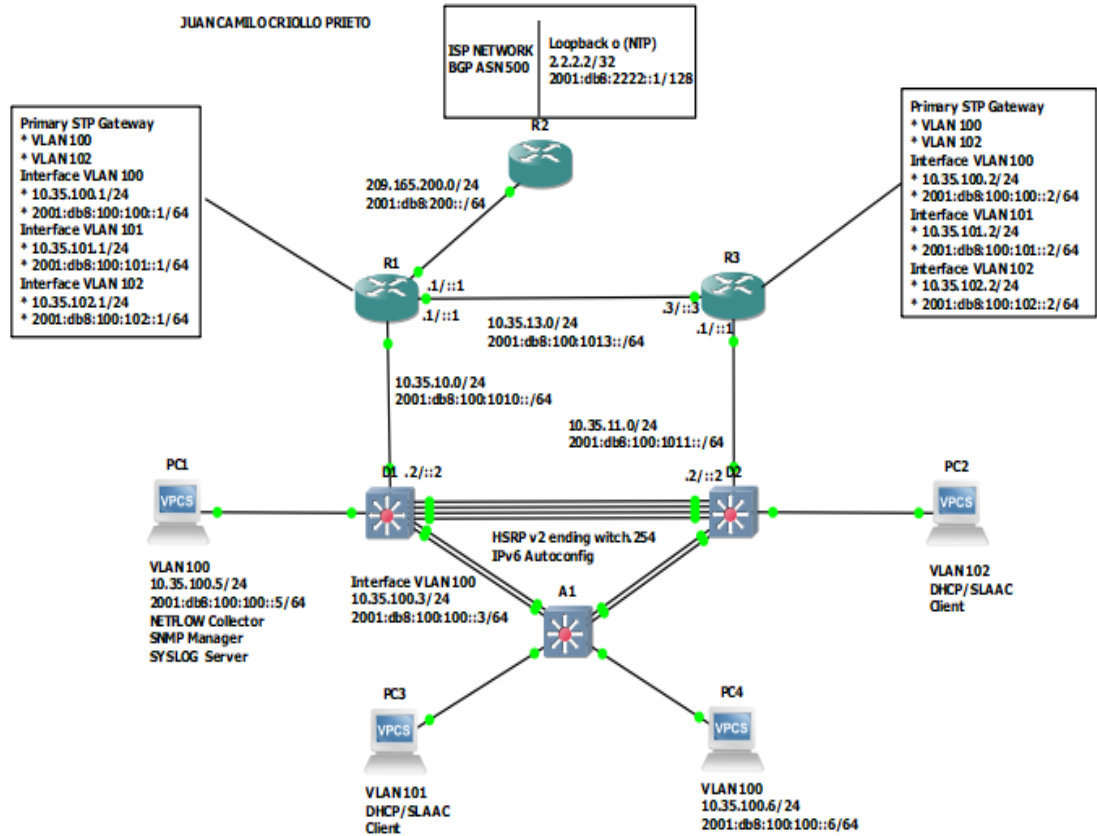 JUAN CAMILO CRIOLLO PRIETO
ISP NETWORK
BGP ASN 500
Loopback o (NTP)
2.2.2.2/32
2001:db8:2222::1/128
R2
Primary STP Gateway
* VLAN 100
* VLAN 102
Interface VLAN 100
* 10.35.100.1/24
* 2001:db8:100:100::1/64
Interface VLAN 101
* 10.35.101.1/24
* 2001:db8:100:101::1/64
Interface VLAN 102
* 10.35.102.1/24
* 2001:db8:100:102::1/64
Primary STP Gateway
* VLAN 100
* VLAN 102
Interface VLAN 100
* 10.35.100.2/24
* 2001:db8:100:100::2/64
Interface VLAN 101
* 10.35.101.2/24
* 2001:db8:100:101::2/64
Interface VLAN 102
* 10.35.102.2/24
* 2001:db8:100:102::2/64
209.165.200.0/24
2001:db8:200::/64
R1
.1/::1
.1/::1
R3
.3/::3
.1/::1
10.35.13.0/24
2001:db8:100:1013::/64
10.35.10.0/24
2001:db8:100:1010::/64
10.35.11.0/24
2001:db8:100:1011::/64
PC1
VPCS
D1
.2/::2
.2/::2
D2
PC2
VPCS
HSRP v2 ending witch.254
IPv6 Autoconfig
VLAN 100
10.35.100.5/24
2001:db8:100:100::5/64
NETFLOW Collector
SNMP Manager
SYSLOG Server
Interface VLAN 100
10.35.100.3/24
2001:db8:100:100::3/64
A1
VLAN 102
DHCP/SLAAC
Client
PC3
VPCS
PC4
VPCS
VLAN 101
DHCP/SLAAC
Client
VLAN 100
10.35.100.6/24
2001:db8:100:100::6/64